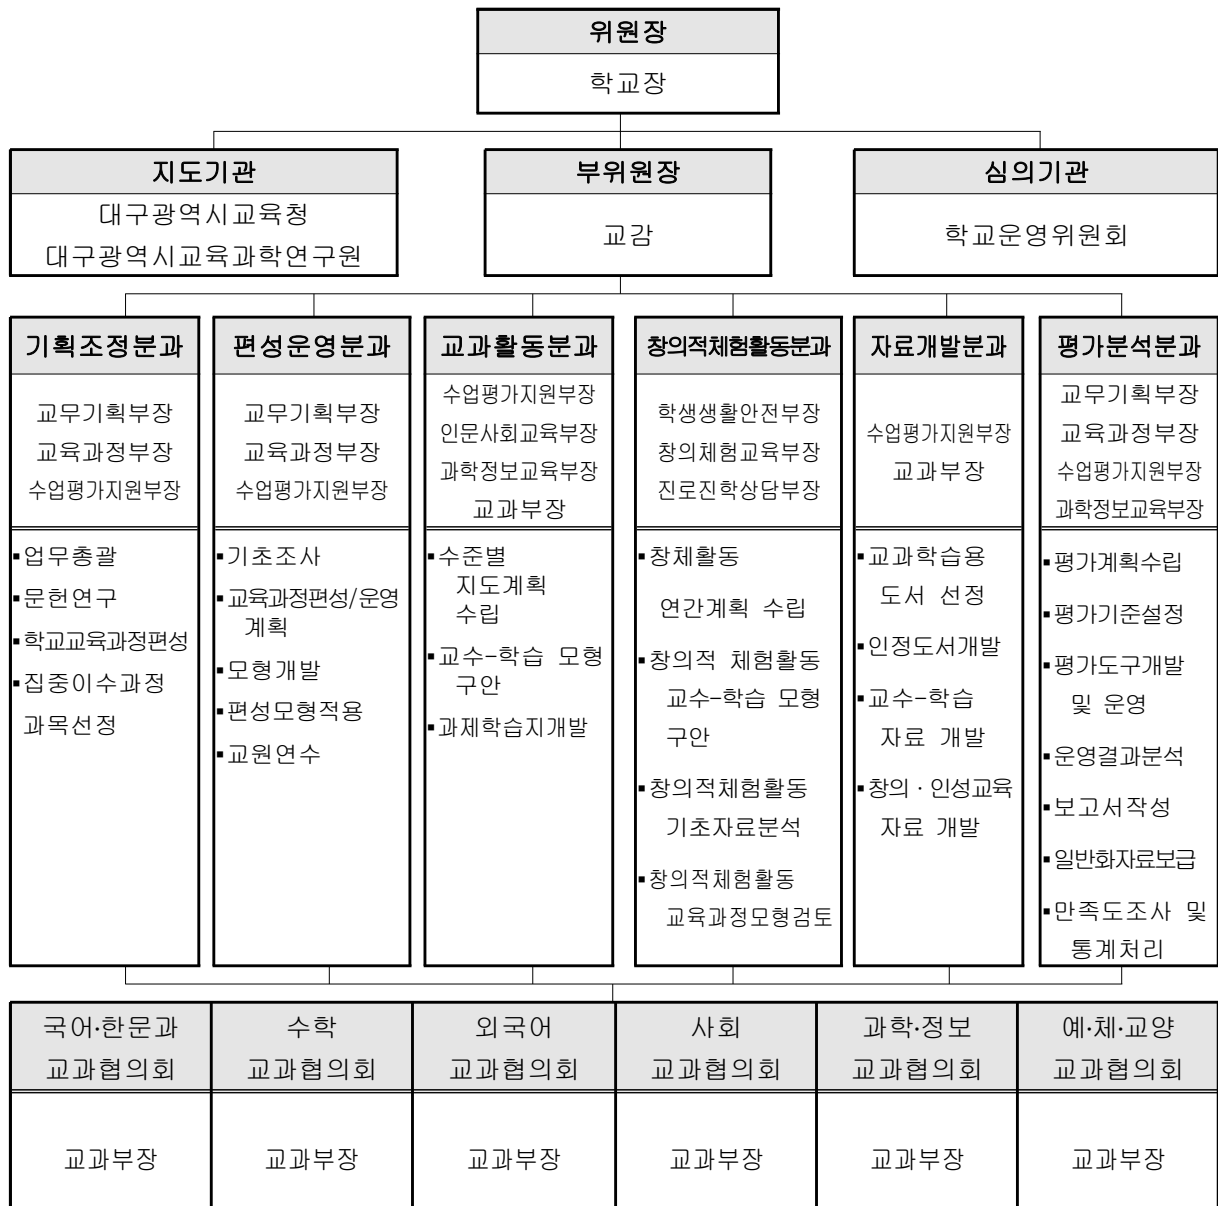 위원장
학교장
지도기관
대구광역시교육청
대구광역시교육과학연구원
부위원장
교감
심의기관
학교운영위원회
기획조정분과
교무기획부장
교육과정부장
수업평가지원부장
▪업무총괄
▪문헌연구
▪학교교육과정편성
▪집중이수과정
과목선정
편성운영분과
교무기획부장
교육과정부장
수업평가지원부장
▪기초조사
▪교육과정편성/운영
계획
▪모형개발
▪편성모형적용
▪교원연수
교과활동분과
수업평가지원부장
인문사회교육부장
과학정보교육부장
교과부장
▪수준별
지도계획
수립
▪교수-학습 모형
구안
▪과제학습지개발
창의적체험활동분과
학생생활안전부장
창의체험교육부장
진로진학상담부장
▪창체활동
연간계획 수립
▪창의적 체험활동
교수-학습 모형
구안
▪창의적체험활동
기초자료분석
▪창의적체험활동
교육과정모형검토
자료개발분과
수업평가지원부장
교과부장
▪교과학습용
도서 선정
▪인정도서개발
▪교수-학습
자료 개발
▪창의·인성교육
자료 개발
평가분석분과
교무기획부장
교육과정부장
수업평가지원부장
과학정보교육부장
▪평가계획수립
▪평가기준설정
▪평가도구개발
및 운영
▪운영결과분석
▪보고서작성
▪일반화자료보급
▪만족도조사 및
통계처리
국어·한문과
교과협의회
교과부장
수학
교과협의회
교과부장
외국어
교과협의회
교과부장
사회
교과협의회
교과부장
과학·정보
교과협의회
교과부장
예·체·교양
교과협의회
교과부장